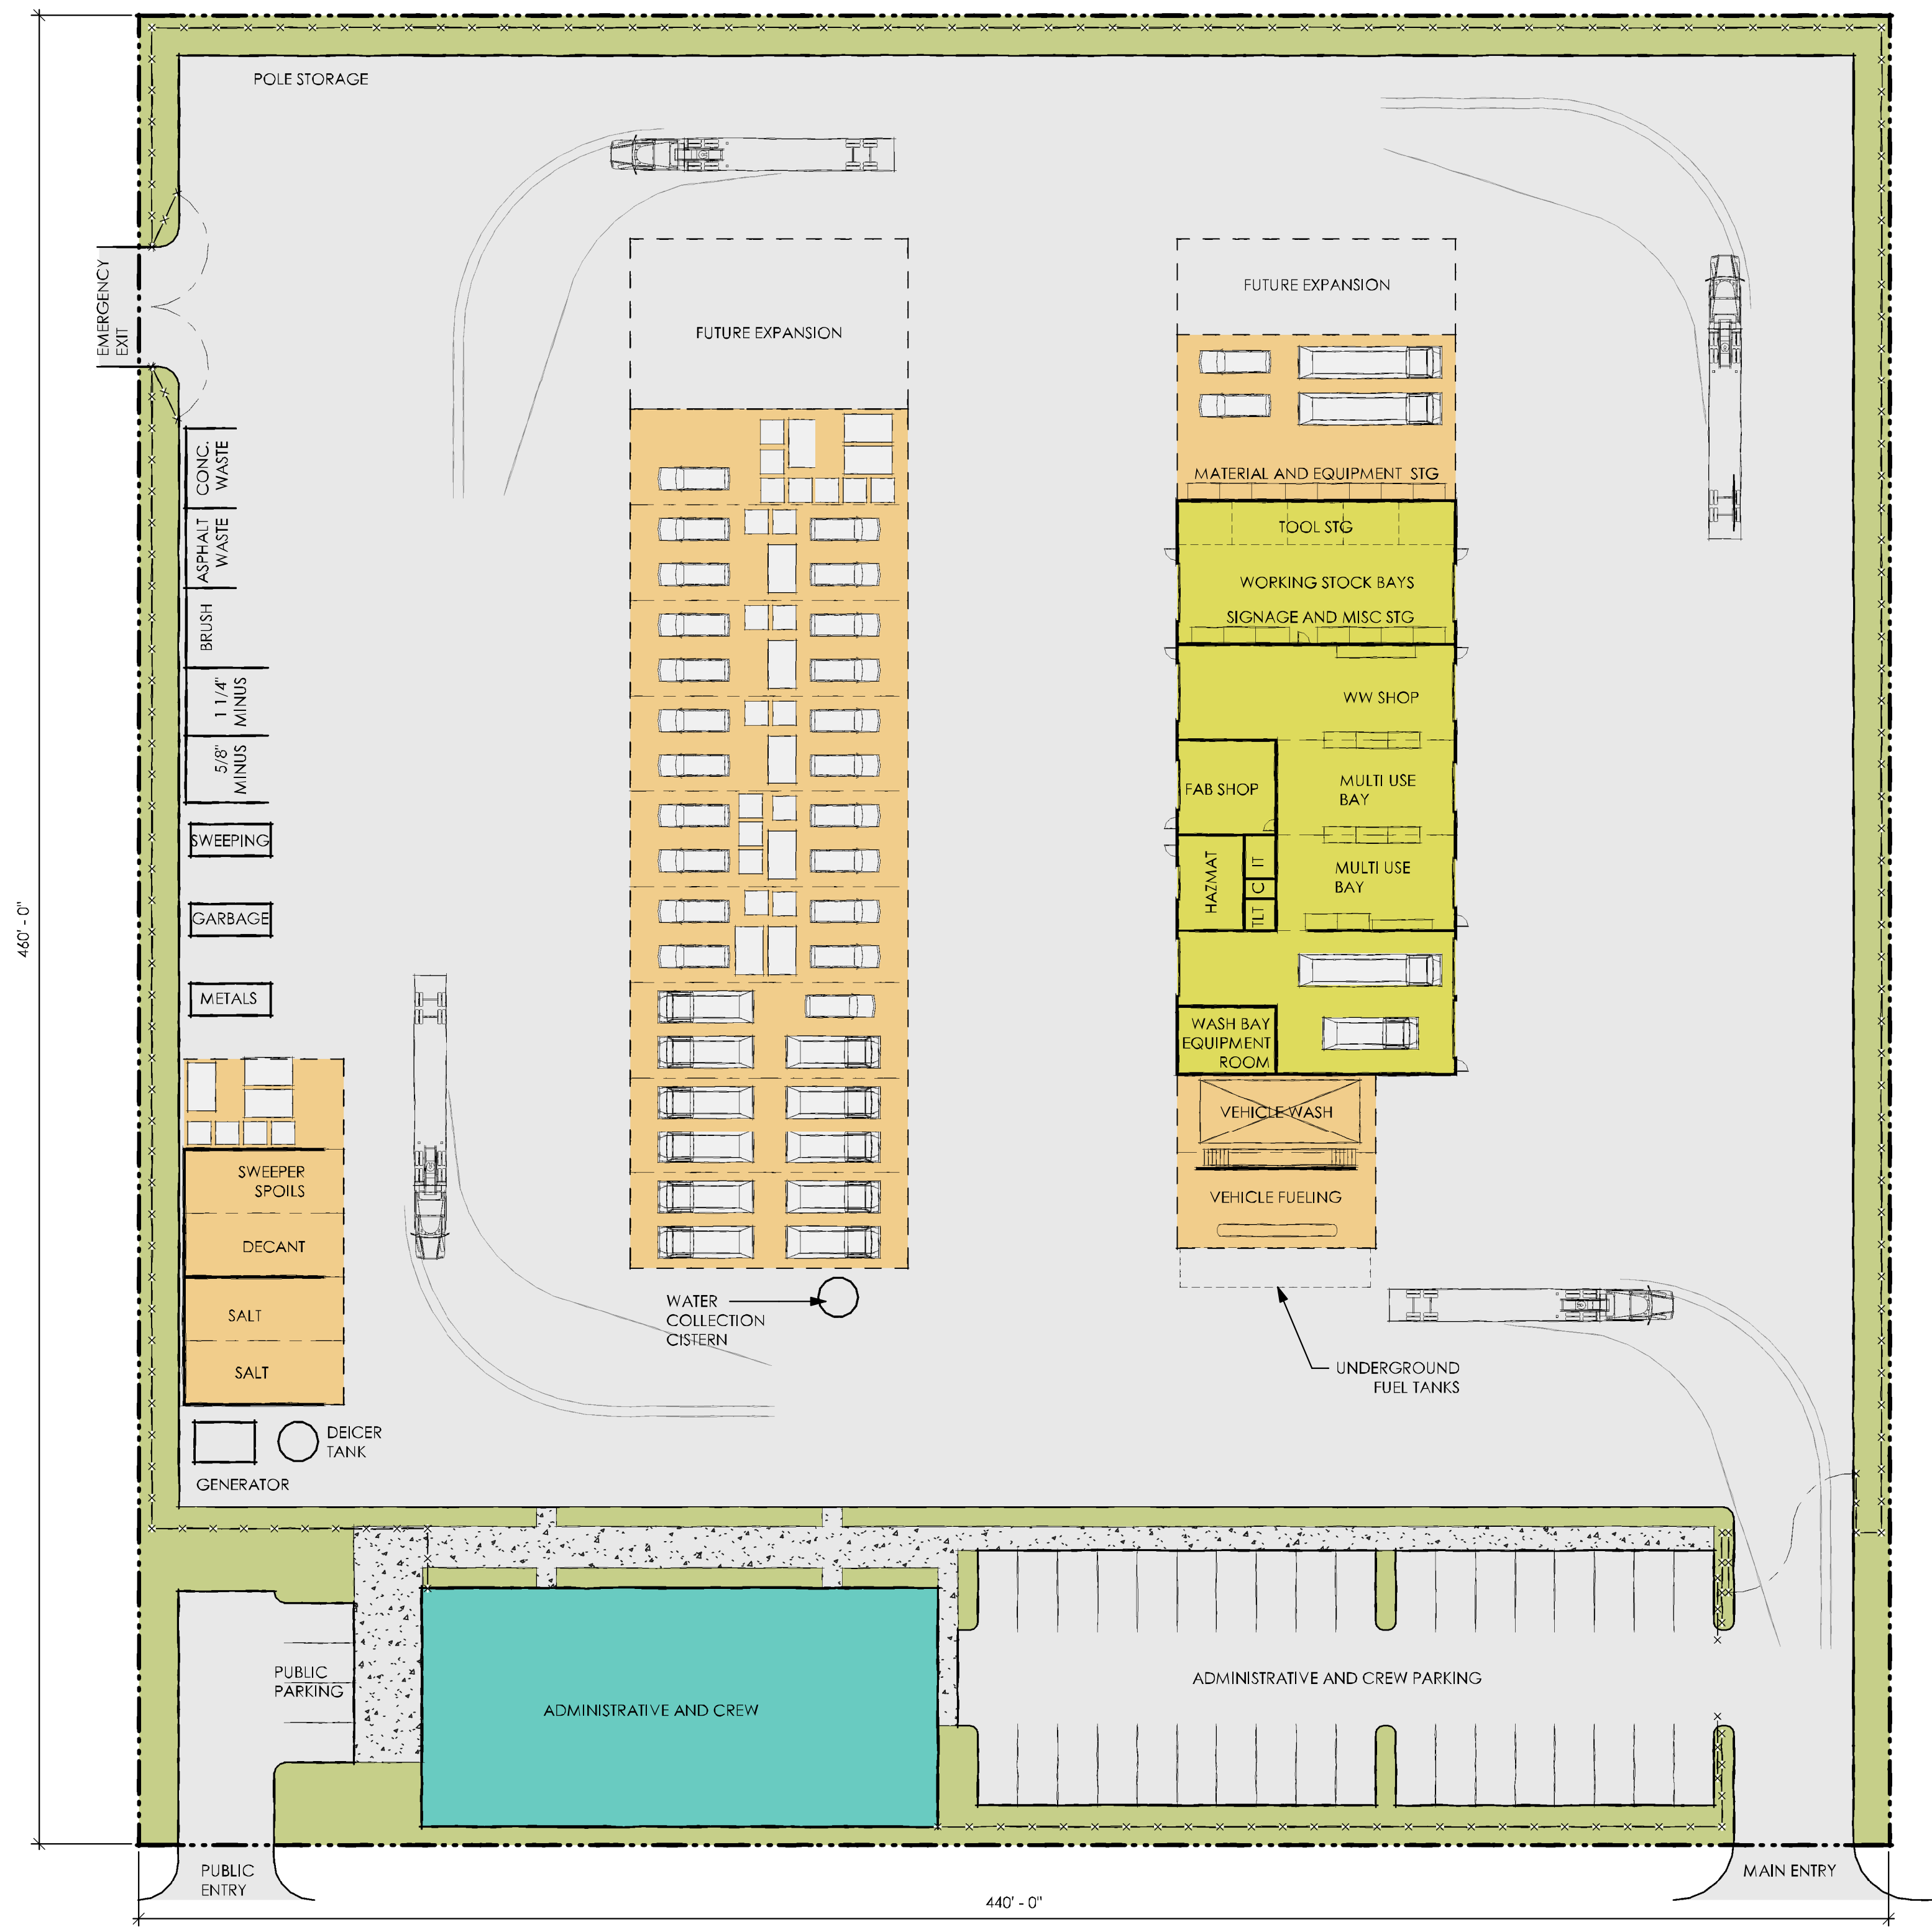 POLE STORAGE
EMERGENCY
EXIT
FUTURE EXPANSION
FUTURE EXPANSION
CONC.
WASTE
ASPHALT
WASTE
BRUSH
1 1/4"
MINUS
5/8"
MINUS
SWEEPING
GARBAGE
METALS
SWEEPER
SPOILS
DECANT
SALT
SALT
DEICER
TANK
GENERATOR
WATER
COLLECTION
CISTERN
MATERIAL AND EQUIPMENT STG
TOOL STG
WORKING STOCK BAYS
SIGNAGE AND MISC STG
WW SHOP
FAB SHOP
MULTI USE
BAY
HAZMAT
IT
C
TLT
MULTI USE
BAY
WASH BAY
EQUIPMENT
ROOM
VEHICLE WASH
VEHICLE FUELING
UNDERGROUND
FUEL TANKS
PUBLIC
PARKING
ADMINISTRATIVE AND CREW
ADMINISTRATIVE AND CREW PARKING
PUBLIC
ENTRY
MAIN ENTRY
460' - 0"
440' - 0"